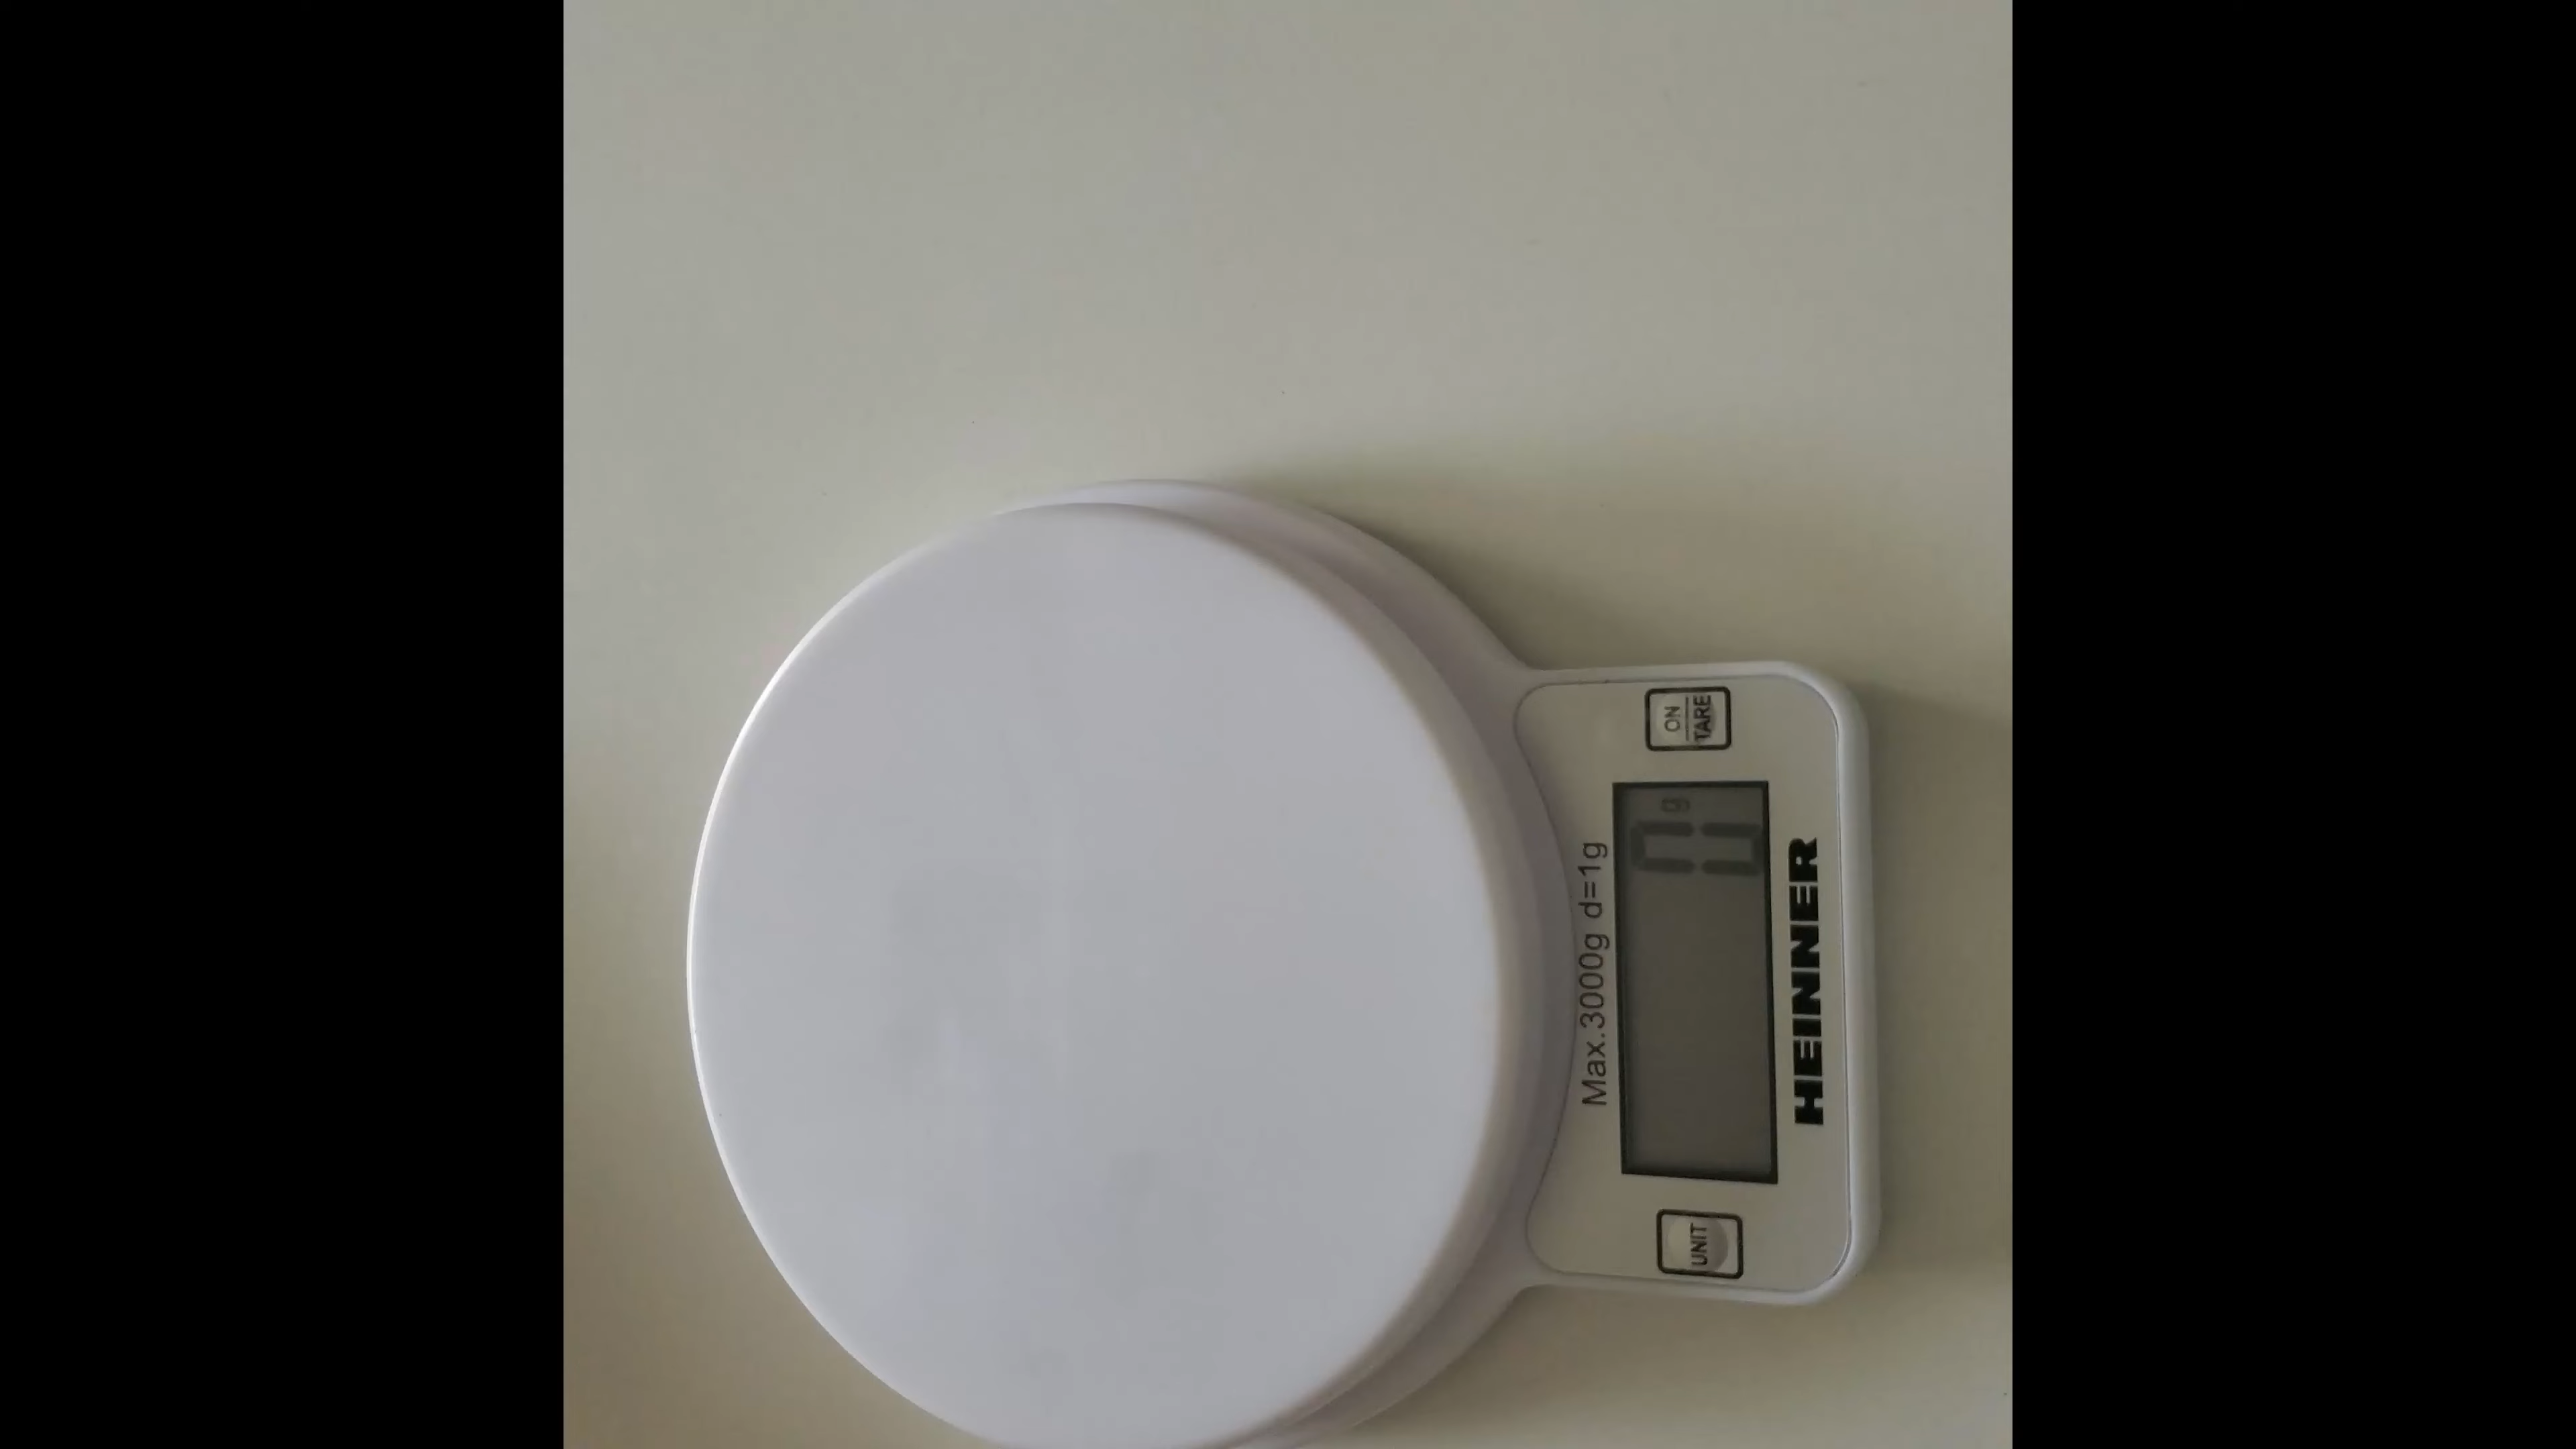 Max.3000g d=1g
UNIT
0 g
ON
TARE
HEINNER